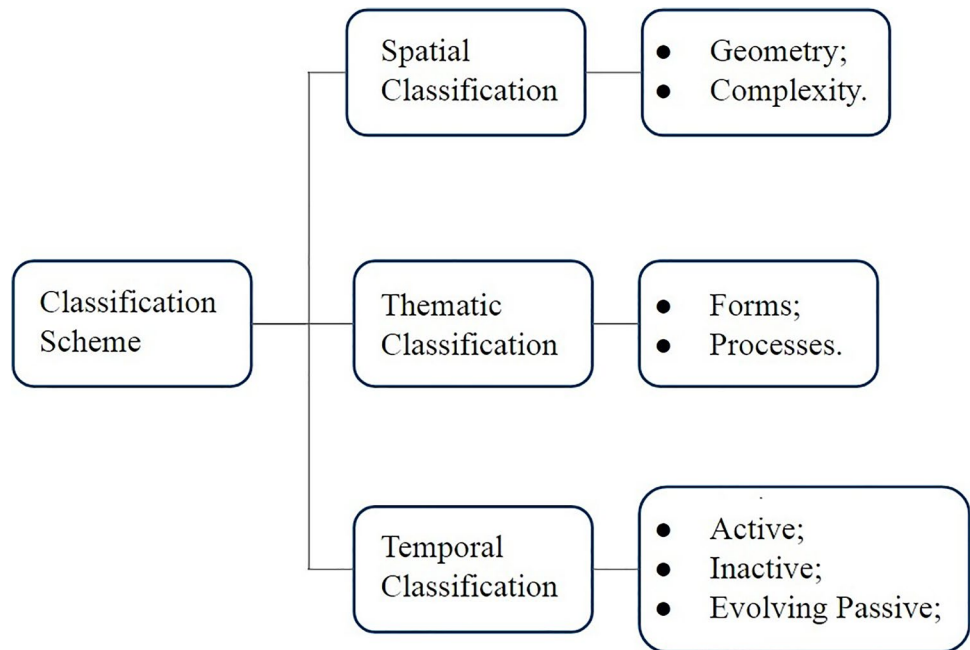 Spatial
Classification
● Geometry;
● Complexity.
Classification
Scheme
Thematic
Classification
● Forms;
● Processes.
Temporal
Classification
● Active;
● Inactive;
● Evolving Passive;